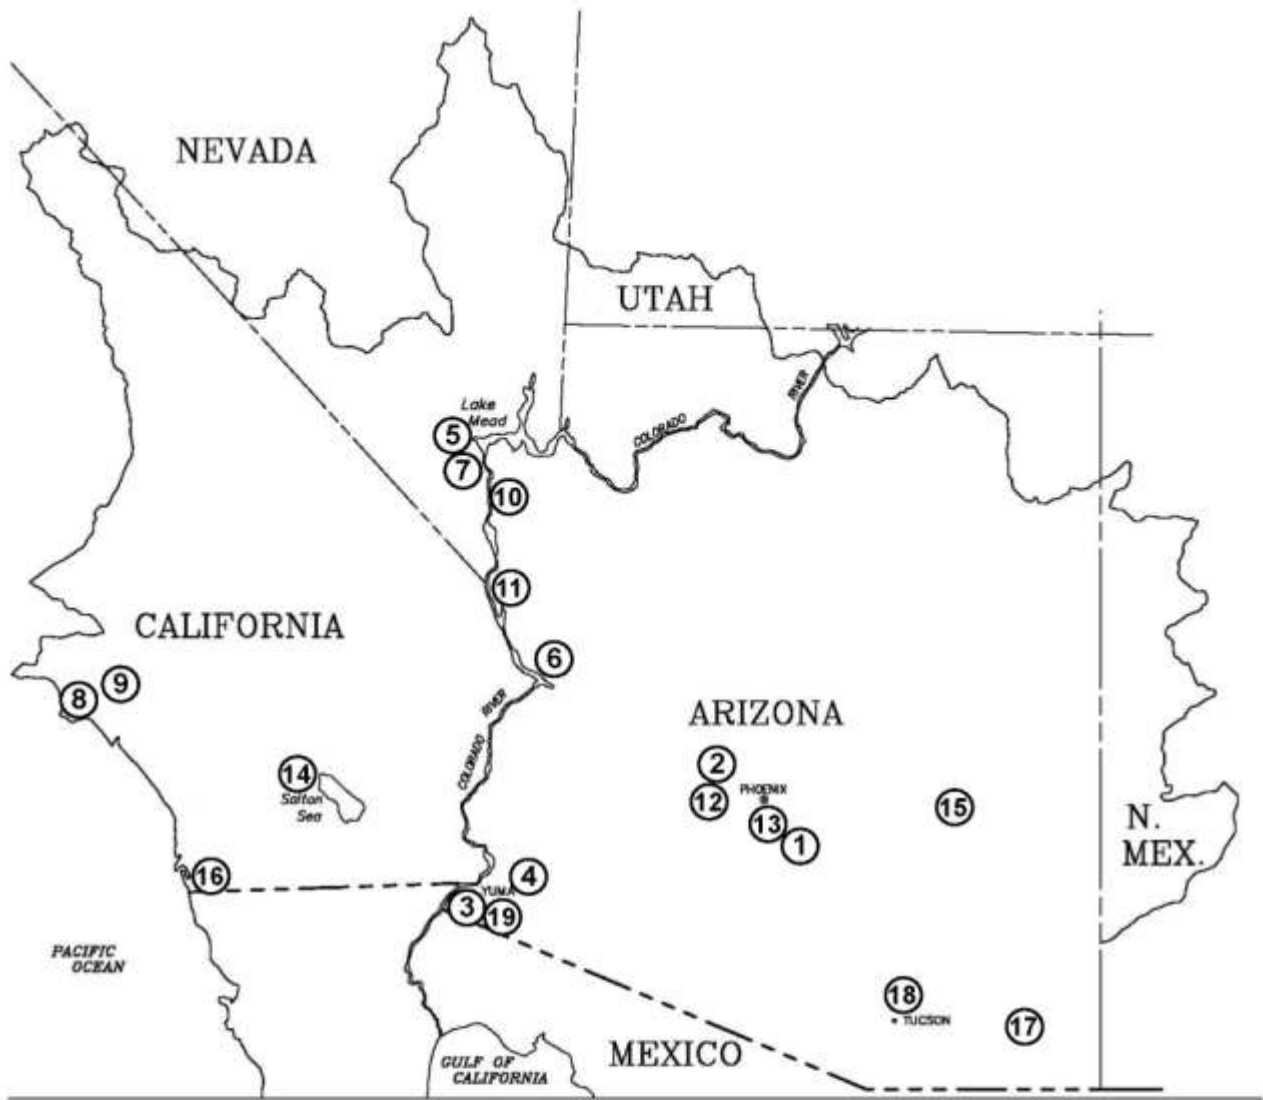 NEVADA
UTAH
Lake
Mead
5
7
10
COLORADO
RIVER
11
CALIFORNIA
6
9
8
RIVER
COLORADO
ARIZONA
2
PHOENIX
12
13
1
15
14
Salton
Sea
N.
MEX.
16
4
YUMA
3
19
PACIFIC
OCEAN
18
TUCSON
17
MEXICO
GULF OF
CALIFORNIA